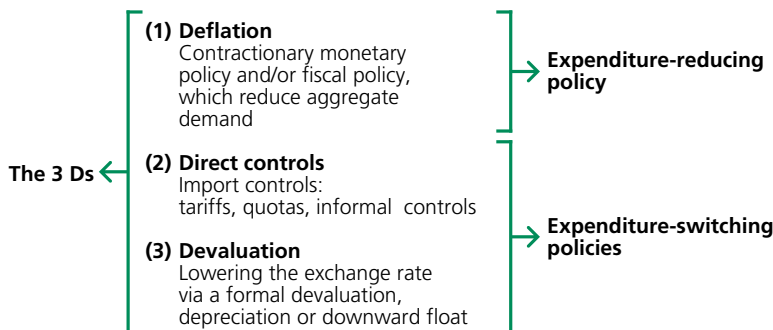 (1) Deflation
Contractionary monetary
policy and/or fiscal policy,
which reduce aggregate
demand
Expenditure-reducing
policy
The 3 Ds
(2) Direct controls
Import controls:
tariffs, quotas, informal controls
(3) Devaluation
Lowering the exchange rate
via a formal devaluation,
depreciation or downward float
Expenditure-switching
policies